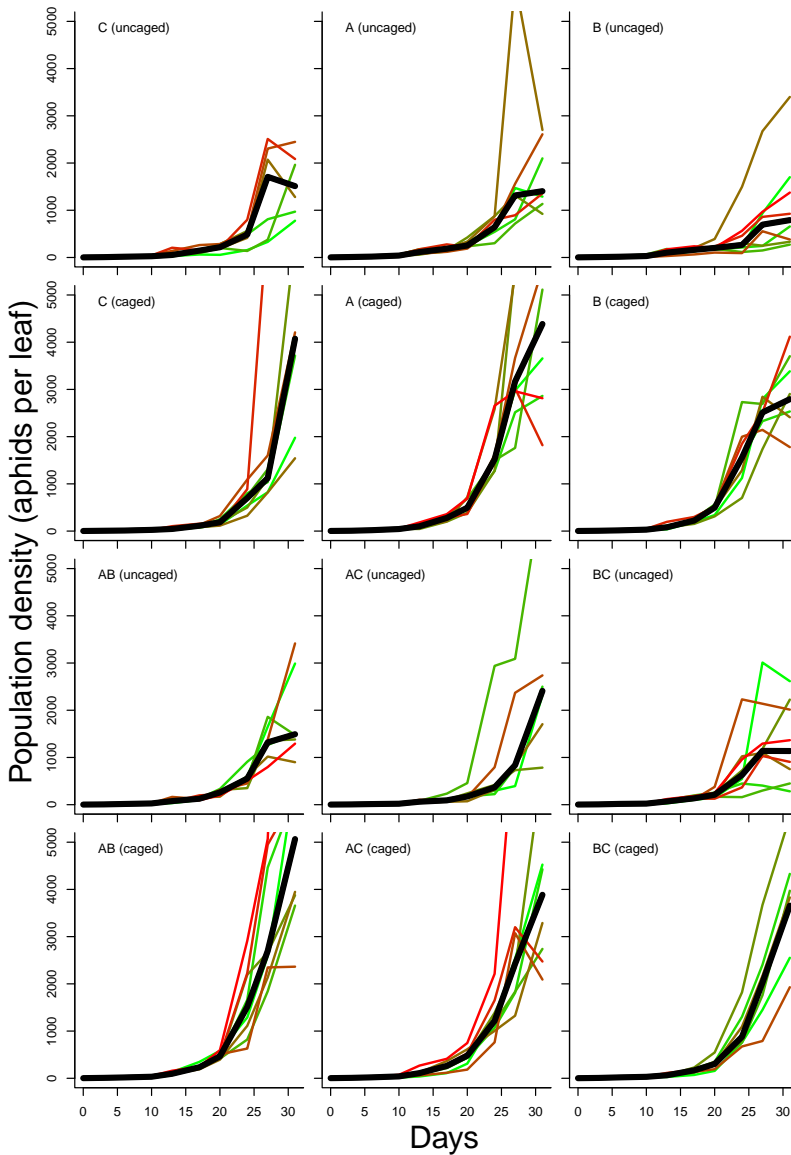 Population density (aphids per leaf)
C (uncaged)
A (uncaged)
B (uncaged)
5000
4000
3000
2000
1000
0
C (caged)
A (caged)
B (caged)
5000
4000
3000
2000
1000
0
AB (uncaged)
AC (uncaged)
BC (uncaged)
5000
4000
3000
2000
1000
0
AB (caged)
AC (caged)
BC (caged)
5000
4000
3000
2000
1000
0
0 5 10 15 20 25 30 0 5 10 15 20 25 30 0 5 10 15 20 25 30
Days